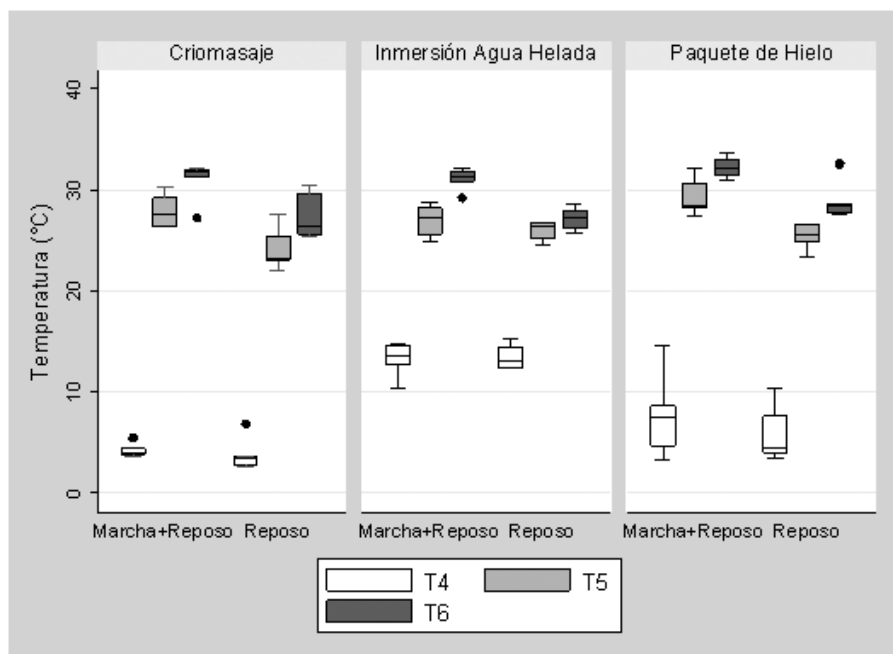 Criomasaje
Inmersión Agua Helada
Paquete de Hielo
Temperatura (°C)
40
30
20
10
0
Marcha+Reposo Reposo
Marcha+Reposo Reposo
Marcha+Reposo Reposo
T4
T5
T6